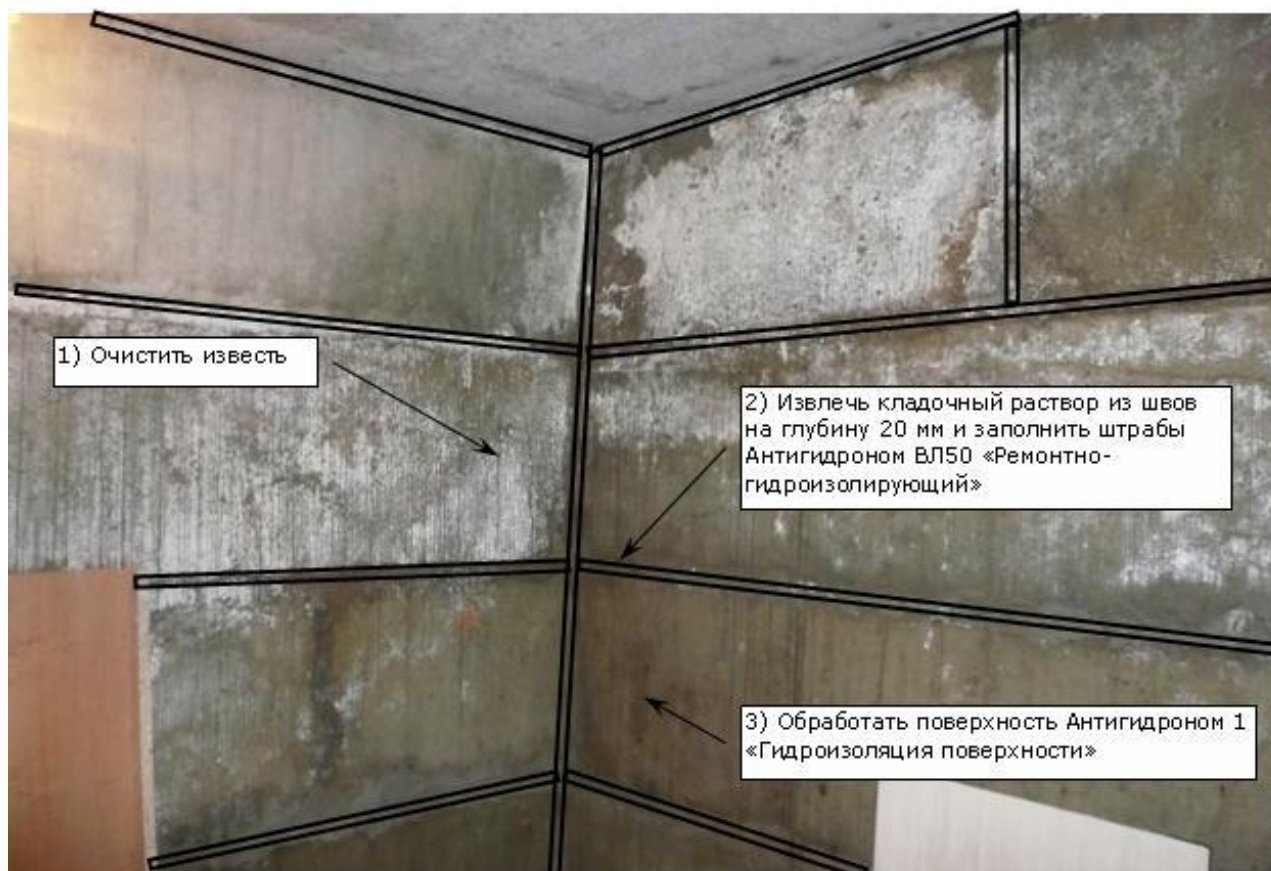 1) Очистить известь
2) Извлечь кладочный раствор из швов
на глубину 20 мм и заполнить штрабы
Антигидроном ВЛ50 «Ремонтно-
гидроизолирующий»
3) Обработать поверхность Антигидроном 1
«Гидроизоляция поверхности»